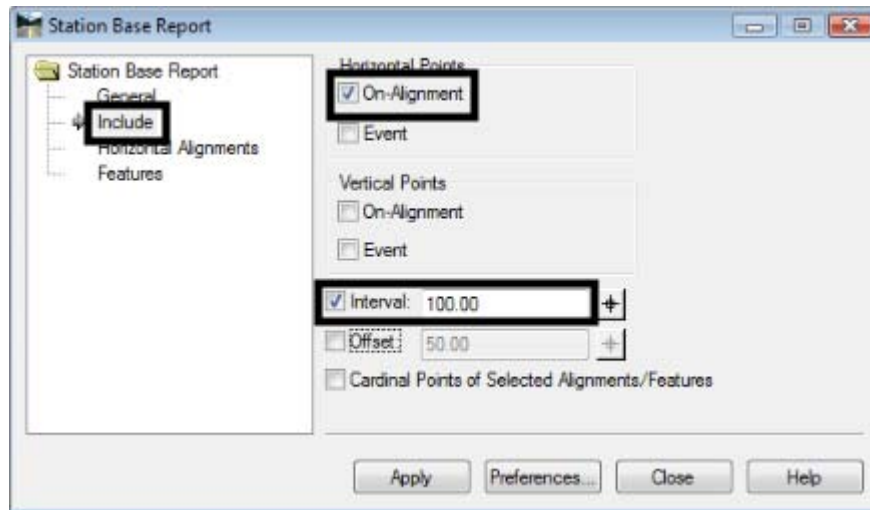 Station Base Report
Station Base Report
General
Include
Horizontal Alignments
Features
Horizontal Points
On-Alignment
Event
Vertical Points
On-Alignment
Event
Interval: 100.00
Offset: 50.00
Cardinal Points of Selected Alignments/Features
Apply
Preferences...
Close
Help